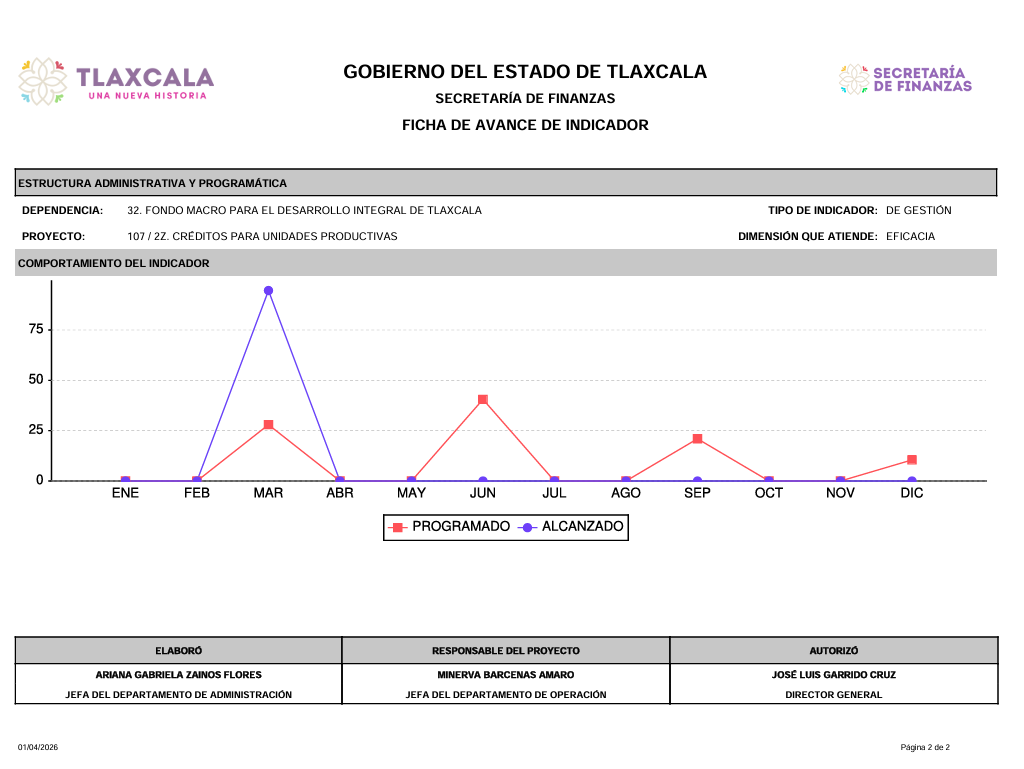 TLAXCALA
UNA NUEVA HISTORIA
GOBIERNO DEL ESTADO DE TLAXCALA
SECRETARÍA DE FINANZAS
FICHA DE AVANCE DE INDICADOR
SECRETARÍA
DE FINANZAS
ESTRUCTURA ADMINISTRATIVA Y PROGRAMÁTICA
DEPENDENCIA: 32. FONDO MACRO PARA EL DESARROLLO INTEGRAL DE TLAXCALA TIPO DE INDICADOR: DE GESTIÓN
PROYECTO: 107 / 2Z. CRÉDITOS PARA UNIDADES PRODUCTIVAS DIMENSIÓN QUE ATIENDE: EFICACIA
COMPORTAMIENTO DEL INDICADOR
75
50
25
0
ENE FEB MAR ABR MAY JUN JUL AGO SEP OCT NOV DIC
PROGRAMADO ALCANZADO
ELABORÓ RESPONSABLE DEL PROYECTO AUTORIZÓ
ARIANA GABRIELA ZAINOS FLORES MINERVA BARCENAS AMARO JOSÉ LUIS GARRIDO CRUZ
JEFA DEL DEPARTAMENTO DE ADMINISTRACIÓN JEFA DEL DEPARTAMENTO DE OPERACIÓN DIRECTOR GENERAL
01/04/2026 Página 2 de 2